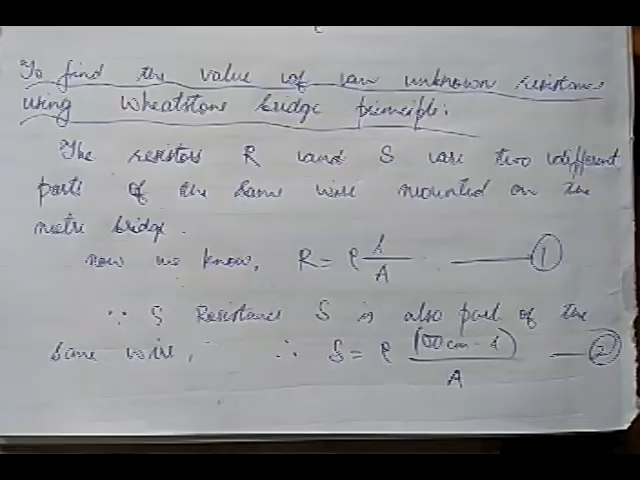 To find the value of an unknown resistance
using Wheatstone bridge principle:
The resistors R and S are two different
parts of the same wire mounted on the
metre bridge.
now we know, R = ρ l/A ——— ①
∵ S Resistance S is also part of the
same wire, ∴ S = ρ (100 cm - l)/A — ②